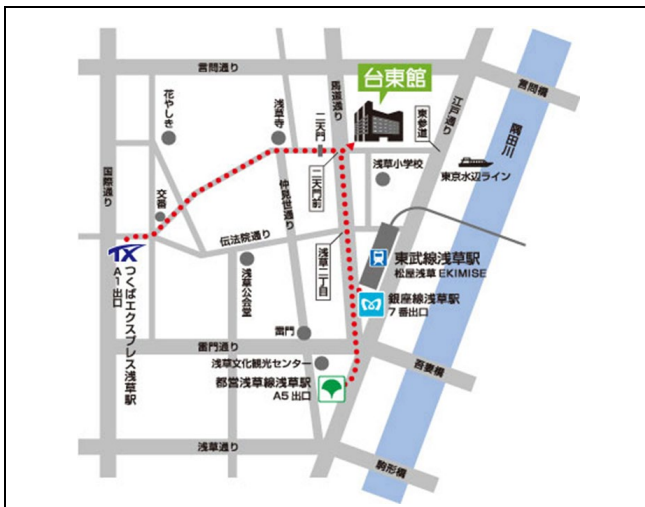 言問通り
馬道通り
台東館
江戸通り
言問橋
花やしき
浅草寺
二天門
東参道
隅田川
国際通り
浅草小学校
東京水辺ライン
交番
仲見世通り
二天門前
伝法院通り
浅草二丁目
TX
つくばエクスプレス浅草駅
A1出口
浅草公会堂
東武線浅草駅
松屋浅草 EKIMISE
銀座線浅草駅
7番出口
雷門
雷門通り
浅草文化観光センター
吾妻橋
都営浅草線浅草駅
A5出口
浅草通り
駒形橋